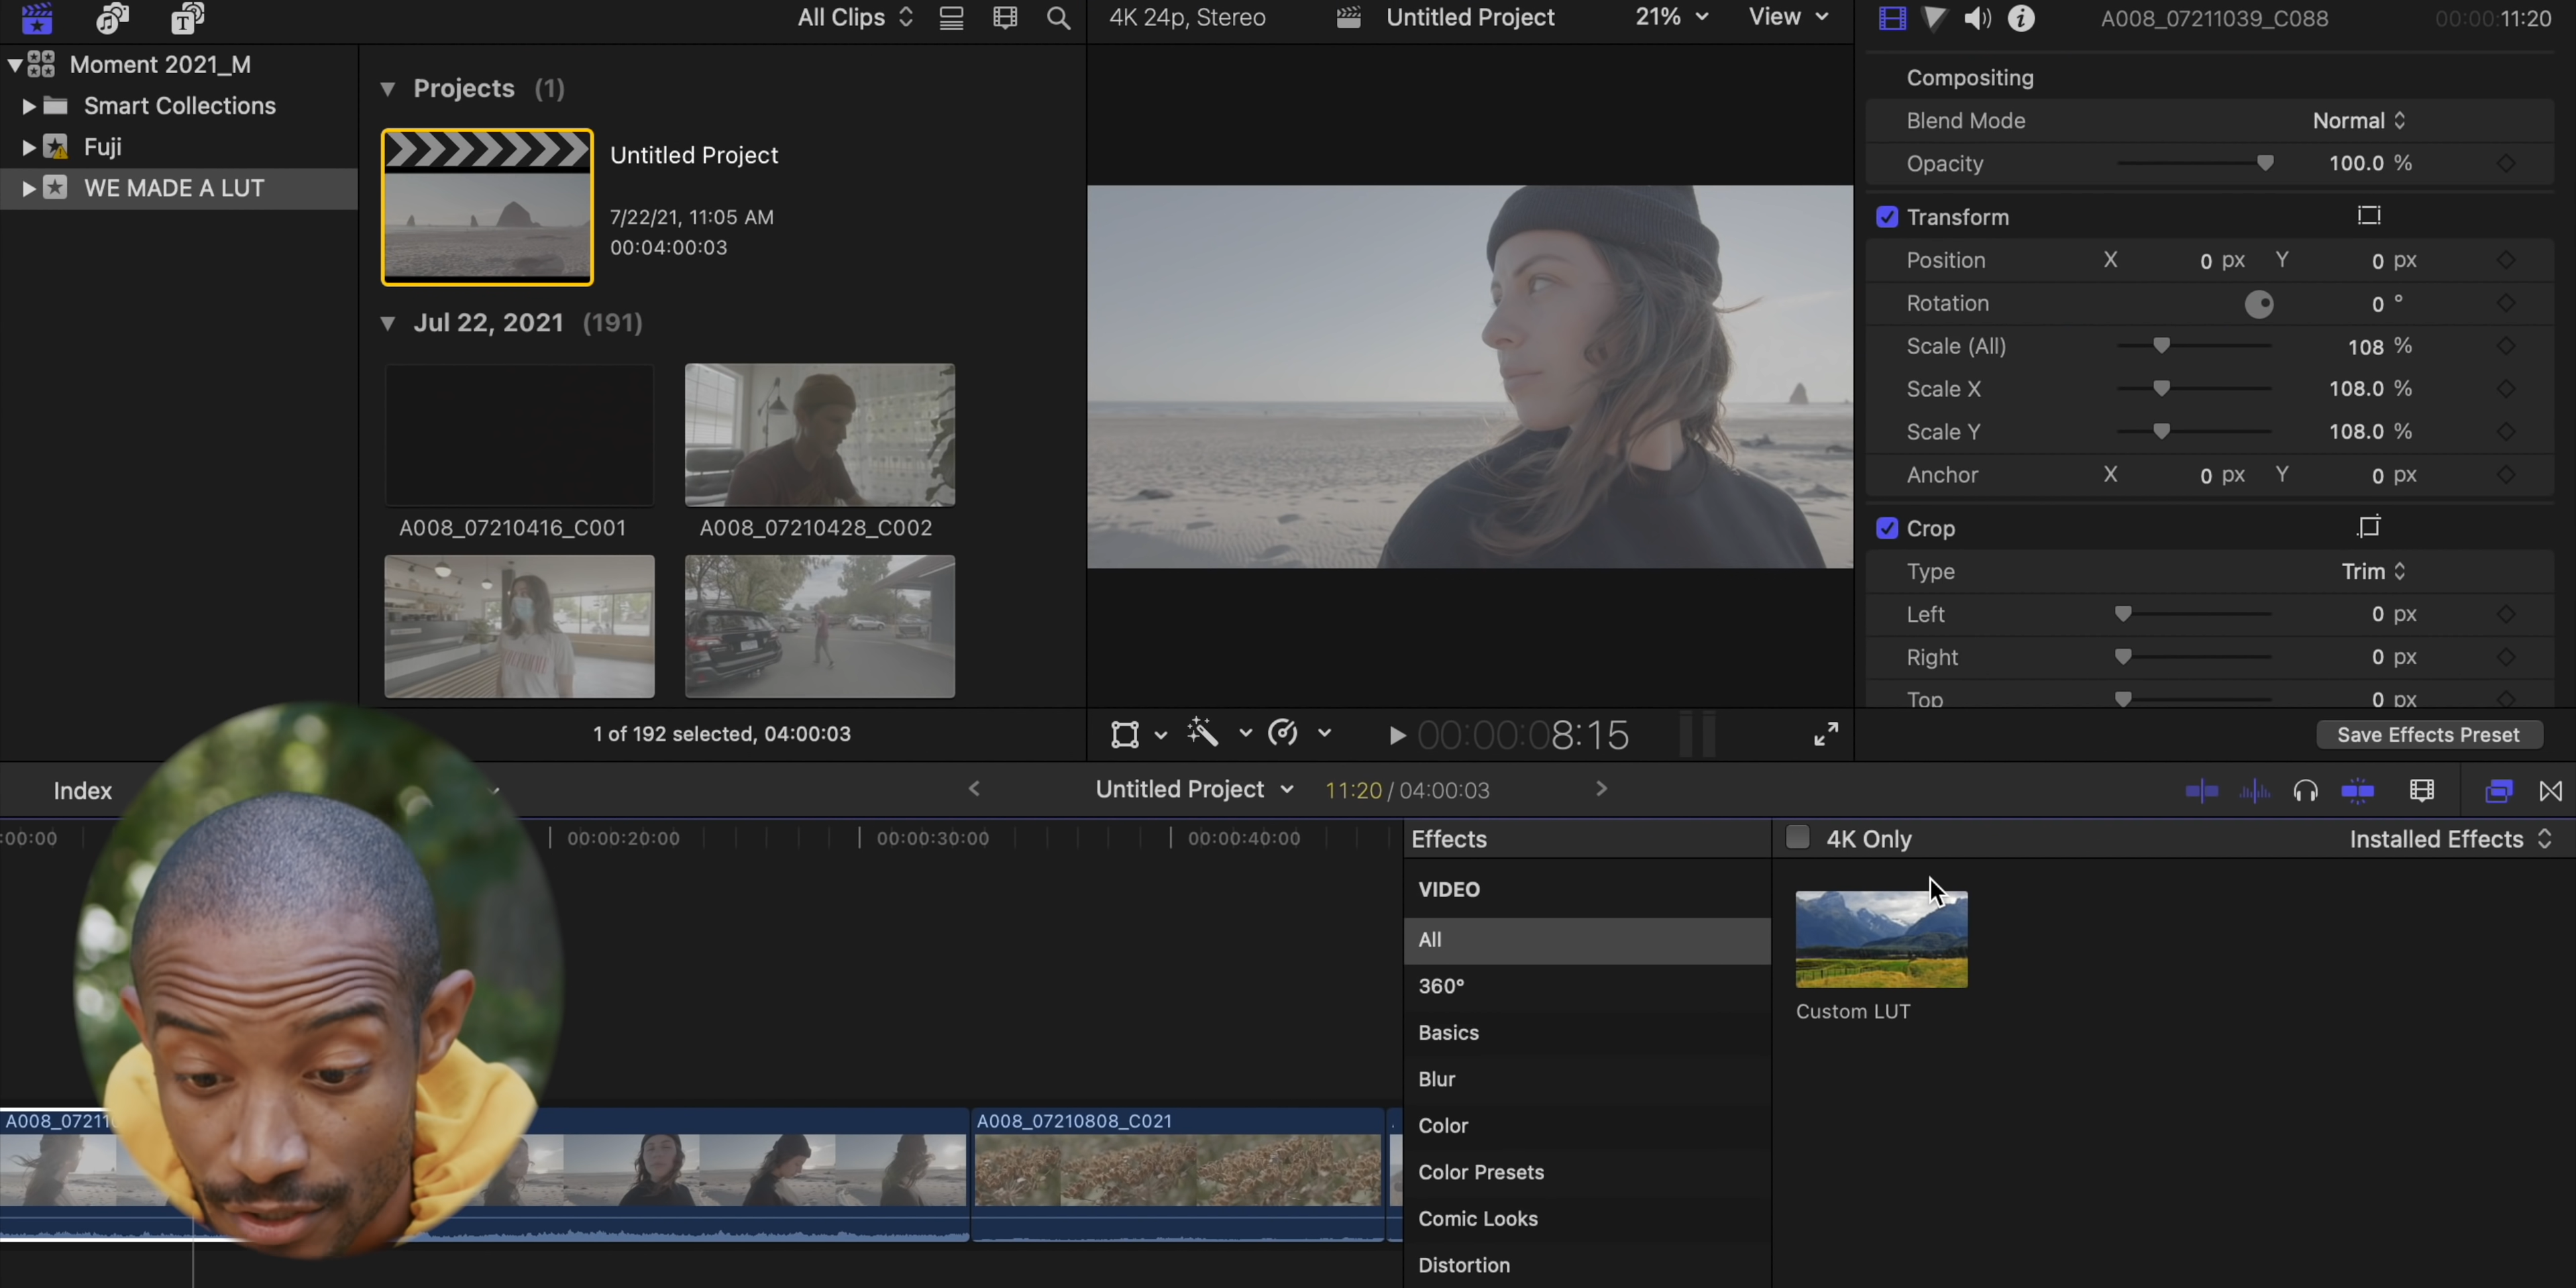 All Clips
4K 24p, Stereo
Untitled Project
21%
View
A008_07211039_C088
00:00:11:20
Moment 2021_M
Smart Collections
Fuji
WE MADE A LUT
Projects (1)
Untitled Project
7/22/21, 11:05 AM
00:04:00:03
Jul 22, 2021 (191)
A008_07210416_C001
A008_07210428_C002
1 of 192 selected, 04:00:03
00:00:08:15
Compositing
Blend Mode Normal
Opacity 100.0 %
Transform
Position X 0 px Y 0 px
Rotation 0 °
Scale (All) 108 %
Scale X 108.0 %
Scale Y 108.0 %
Anchor X 0 px Y 0 px
Crop
Type Trim
Left 0 px
Right 0 px
Top 0 px
Save Effects Preset
Index
Untitled Project
11:20 / 04:00:03
:00:00
00:00:20:00
00:00:30:00
00:00:40:00
A008_07211
A008_07210808_C021
Effects
VIDEO
All
360°
Basics
Blur
Color
Color Presets
Comic Looks
Distortion
4K Only
Installed Effects
Custom LUT